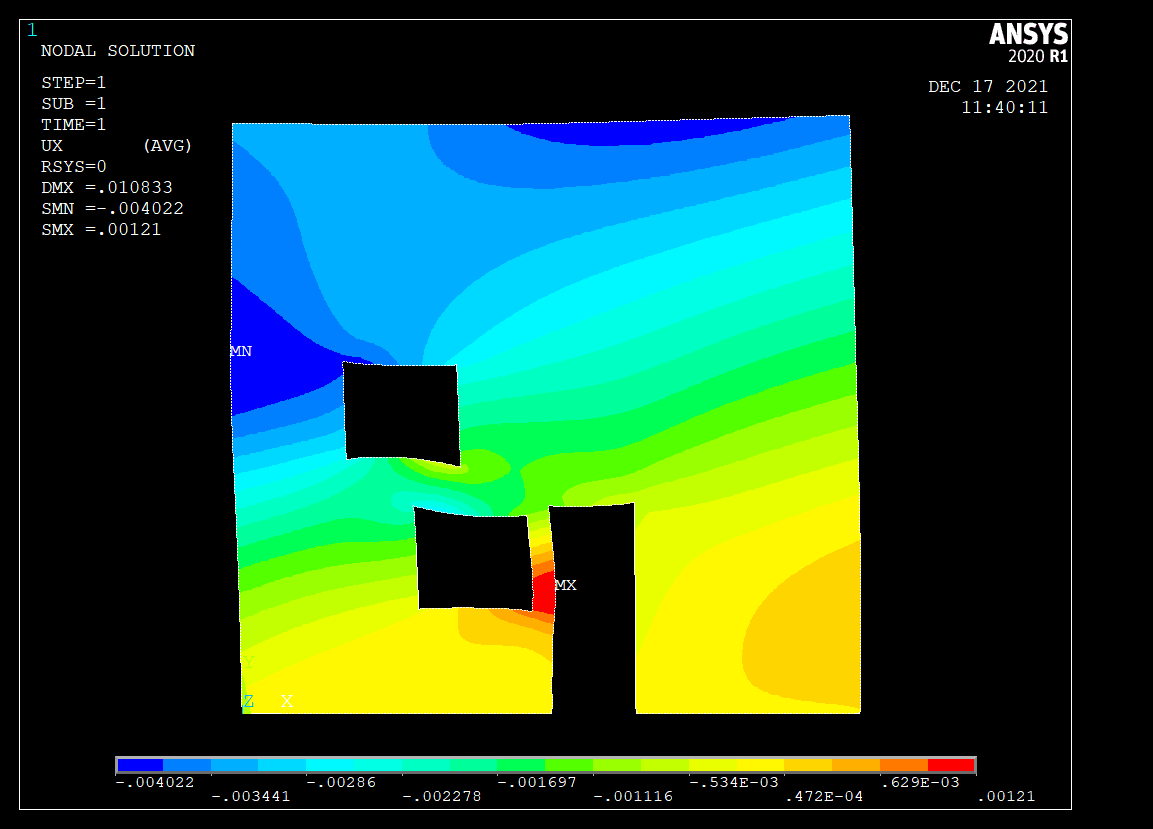 1
ANSYS
2020 R1
NODAL SOLUTION
STEP=1
SUB =1
TIME=1
UX (AVG)
RSYS=0
DMX =.010833
SMN =-.004022
SMX =.00121
DEC 17 2021
11:40:11
MN
MX
Y
Z X
-.004022 -.00286 -.001697 -.534E-03 .629E-03
-.003441 -.002278 -.001116 .472E-04 .00121